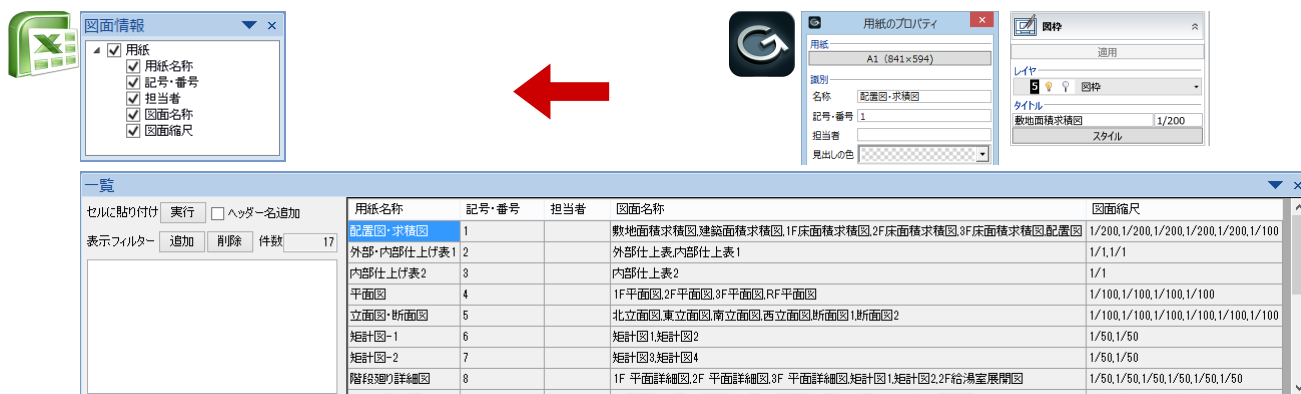 図面情報
用紙
用紙名称
記号・番号
担当者
図面名称
図面縮尺
用紙のプロパティ
用紙
A1 (841×594)
識別
名称 配置図・求積図
記号・番号 1
担当者
見出しの色
図枠
適用
レイヤ
5 図枠
タイトル
敷地面積求積図 1/200
スタイル
一覧
セルに貼り付け 実行 ヘッダー名追加
表示フィルター 追加 削除 件数 17
用紙名称 記号・番号 担当者 図面名称 図面縮尺
配置図・求積図 1 敷地面積求積図,建築面積求積図,1F床面積求積図,2F床面積求積図,3F床面積求積図,配置図 1/200,1/200,1/200,1/200,1/200,1/100
外部・内部仕上げ表1 2 外部仕上表,内部仕上表1 1/1,1/1
内部仕上げ表2 3 内部仕上表2 1/1
平面図 4 1F平面図,2F平面図,3F平面図,RF平面図 1/100,1/100,1/100,1/100
立面図・断面図 5 北立面図,東立面図,南立面図,西立面図,断面図1,断面図2 1/100,1/100,1/100,1/100,1/100,1/100
矩計図-1 6 矩計図1,矩計図2 1/50,1/50
矩計図-2 7 矩計図3,矩計図4 1/50,1/50
階段廻り詳細図 8 1F 平面詳細図,2F 平面詳細図,3F 平面詳細図,矩計図1,矩計図2,2F給湯室展開図 1/50,1/50,1/50,1/50,1/50,1/50